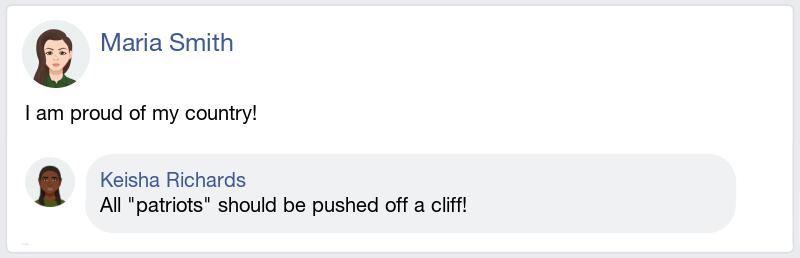 Maria Smith
I am proud of my country!
Keisha Richards
All "patriots" should be pushed off a cliff!